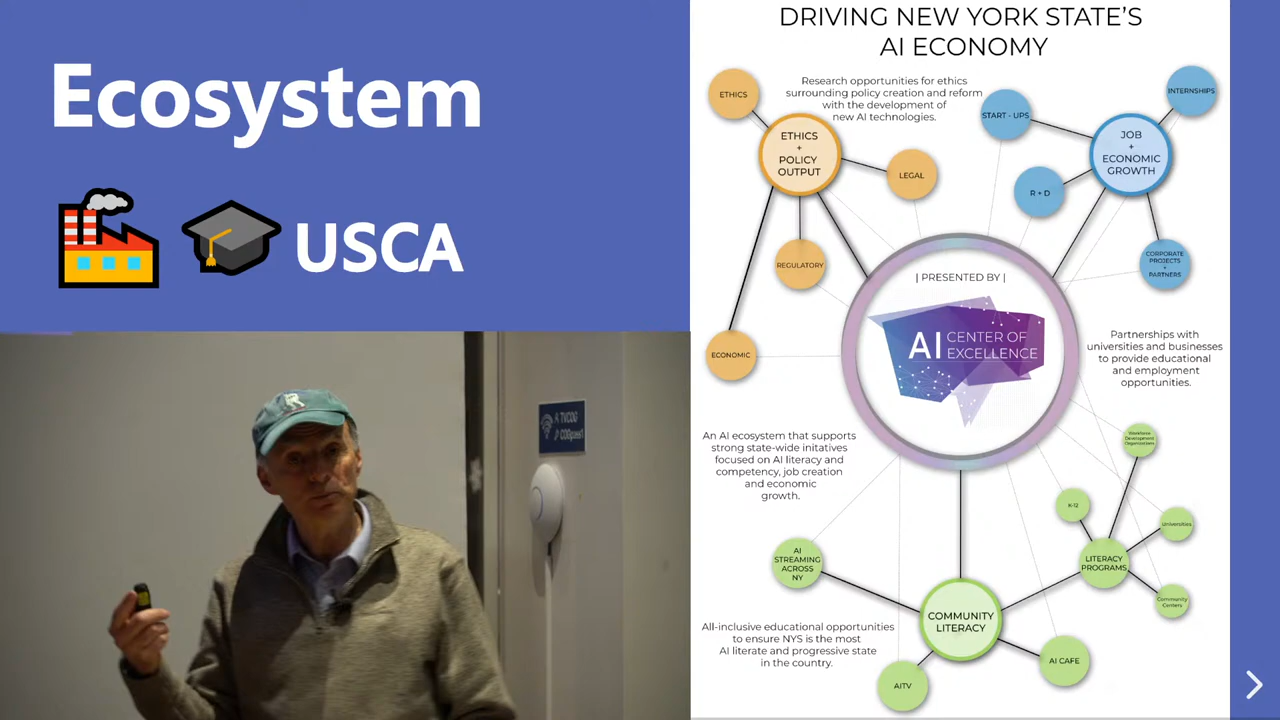 Ecosystem
USCA
DRIVING NEW YORK STATE'S
AI ECONOMY
Research opportunities for ethics
surrounding policy creation and reform
with the development of
new AI technologies.
ETHICS
ETHICS
+
POLICY
OUTPUT
LEGAL
REGULATORY
ECONOMIC
START - UPS
INTERNSHIPS
JOB
+
ECONOMIC
GROWTH
R + D
CORPORATE
PROJECTS
+
PARTNERS
| PRESENTED BY |
AI CENTER OF
EXCELLENCE
Partnerships with
universities and businesses
to provide educational
and employment
opportunities.
An AI ecosystem that supports
strong state-wide initatives
focused on AI literacy and
competency, job creation
and economic
growth.
Workforce
Development
Organizations
K-12
Universities
LITERACY
PROGRAMS
Community
Centers
AI
STREAMING
ACROSS
NY
COMMUNITY
LITERACY
All-inclusive educational opportunities
to ensure NYS is the most
AI literate and progressive state
in the country.
AITV
AI CAFE
R
TVCOG
COGpass1